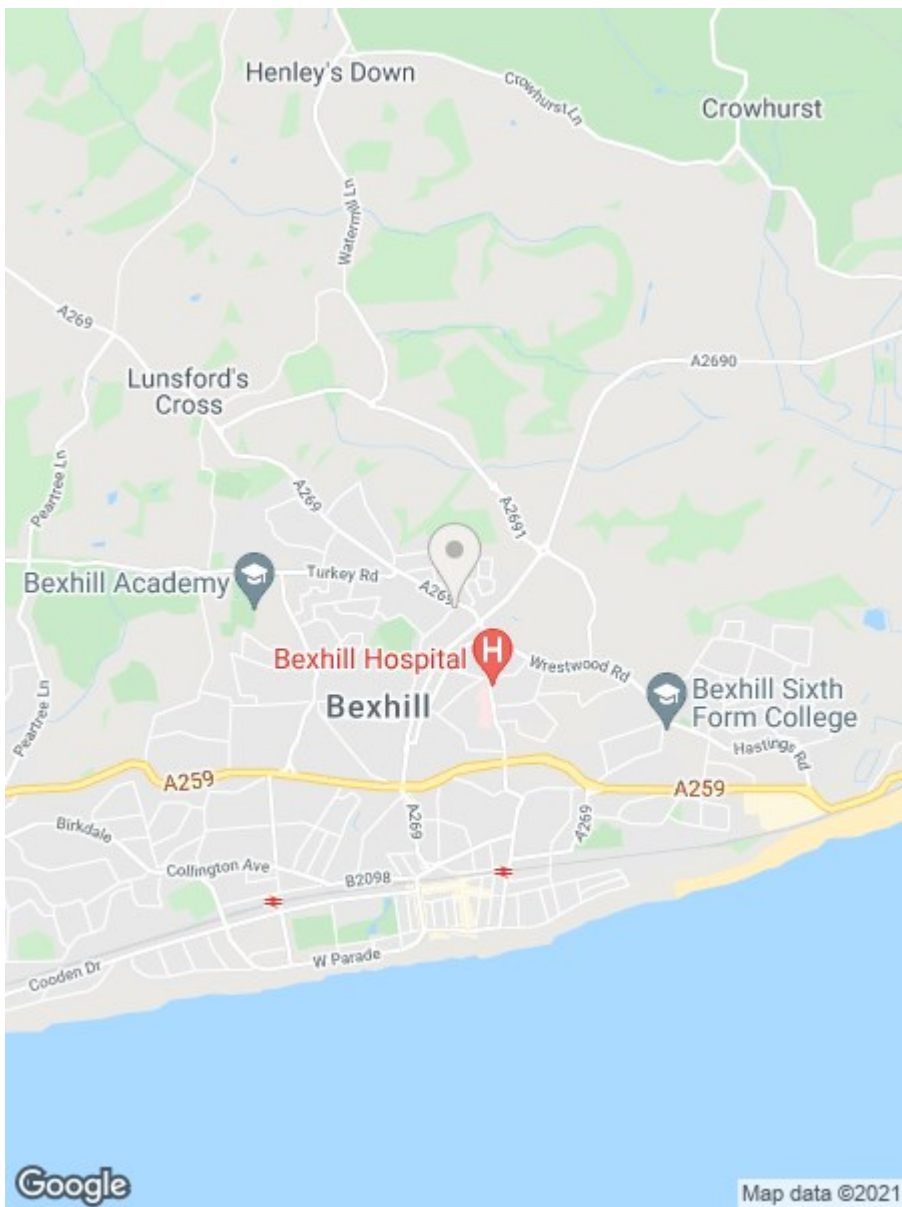 Henley's Down
Crowhurst Ln
Crowhurst
Watermill Ln
A269
A2690
Lunsford's
Cross
Peartree Ln
A269
A2691
Bexhill Academy
Turkey Rd
A269
Bexhill Hospital
H
Wrestwood Rd
Bexhill
Bexhill Sixth
Form College
Peartree Ln
Hastings Rd
A259
A259
Birkdale
A269
A269
Collington Ave
B2098
W Parade
Cooden Dr
Google
Map data ©2021